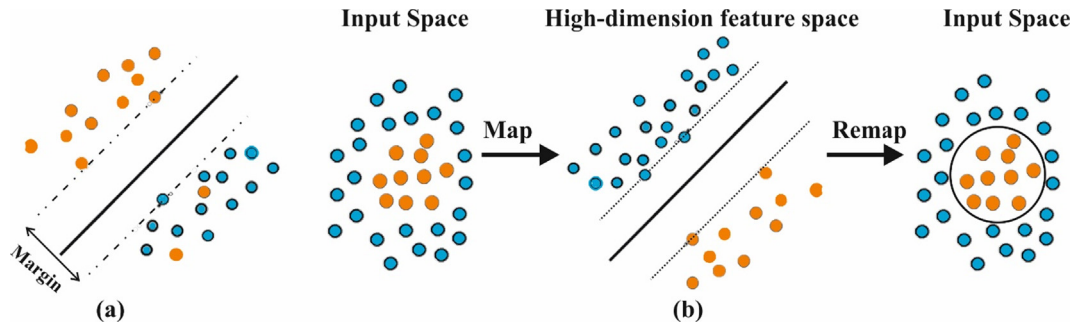 Input Space
High-dimension feature space
Input Space
Map
Remap
Margin
(a)
(b)